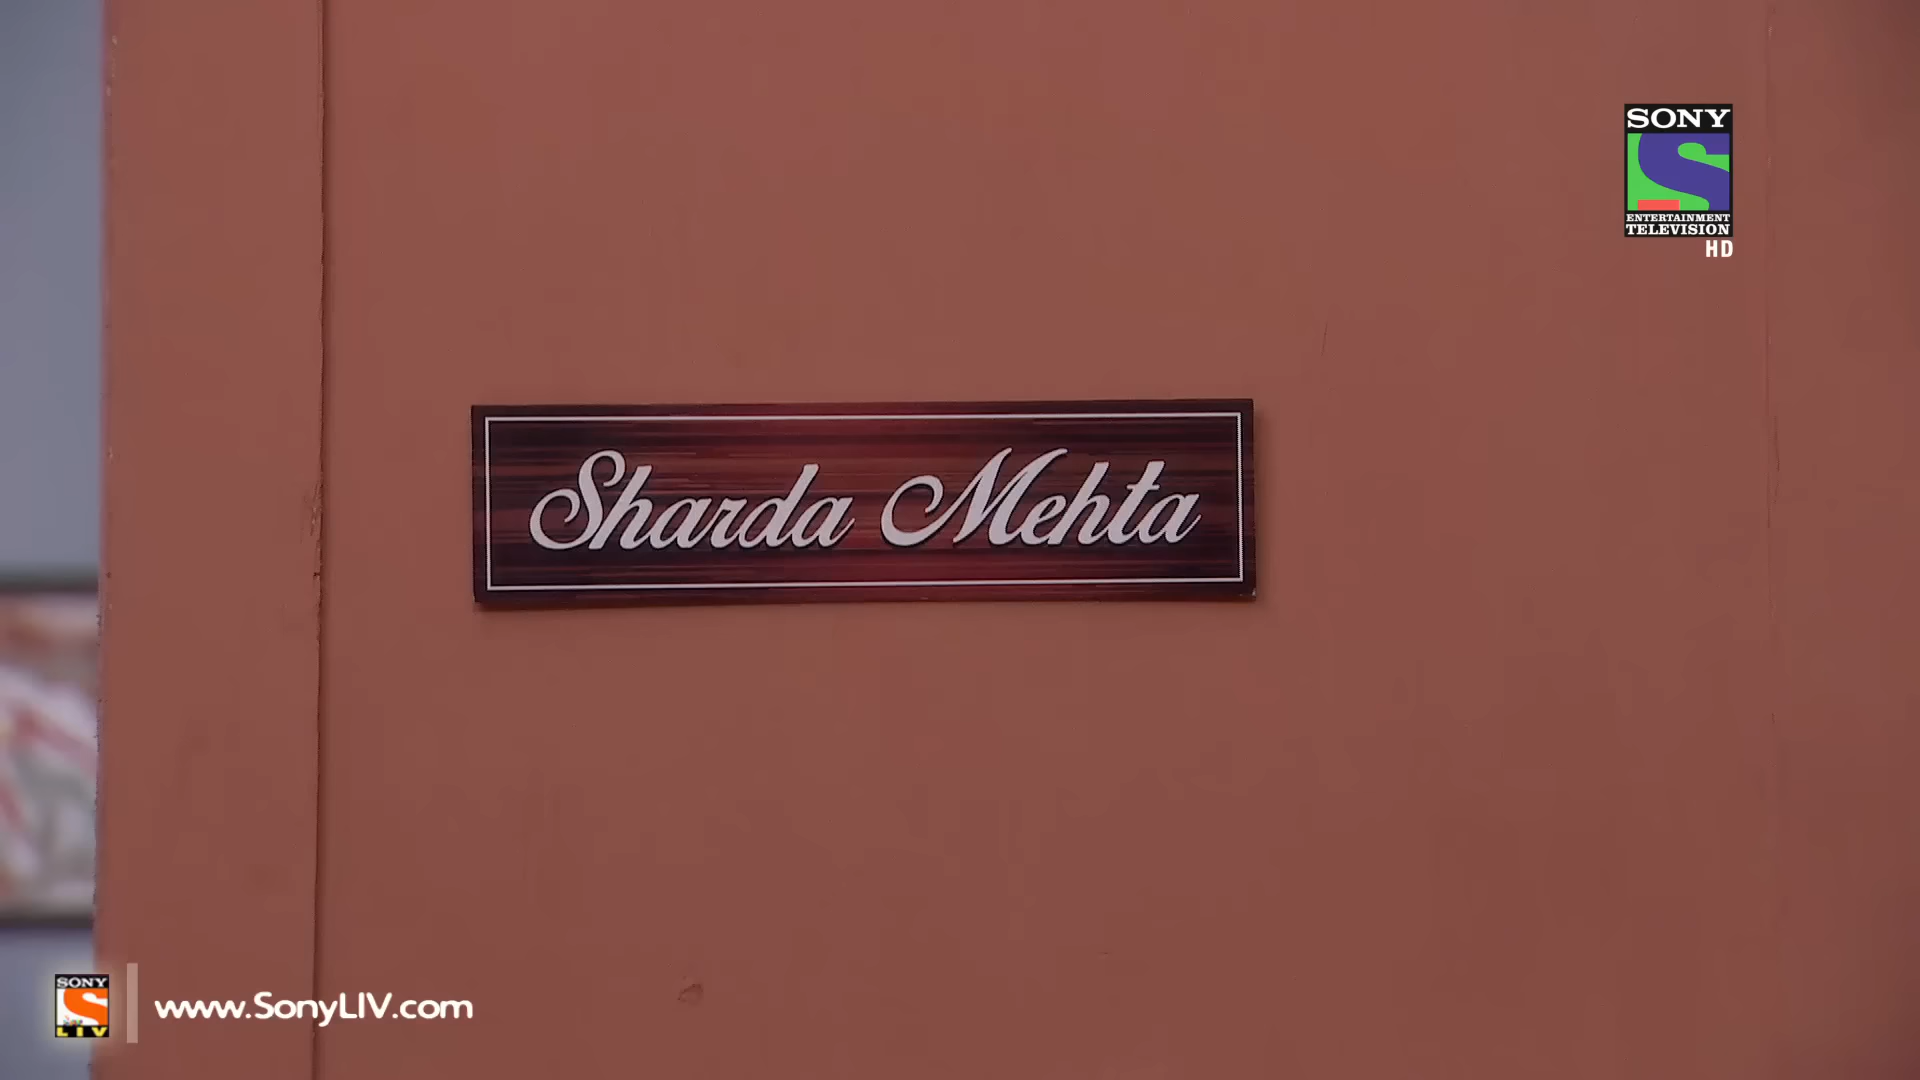 SONY
ENTERTAINMENT
TELEVISION
HD
Sharda Mehta
SONY
LIV
www.SonyLIV.com